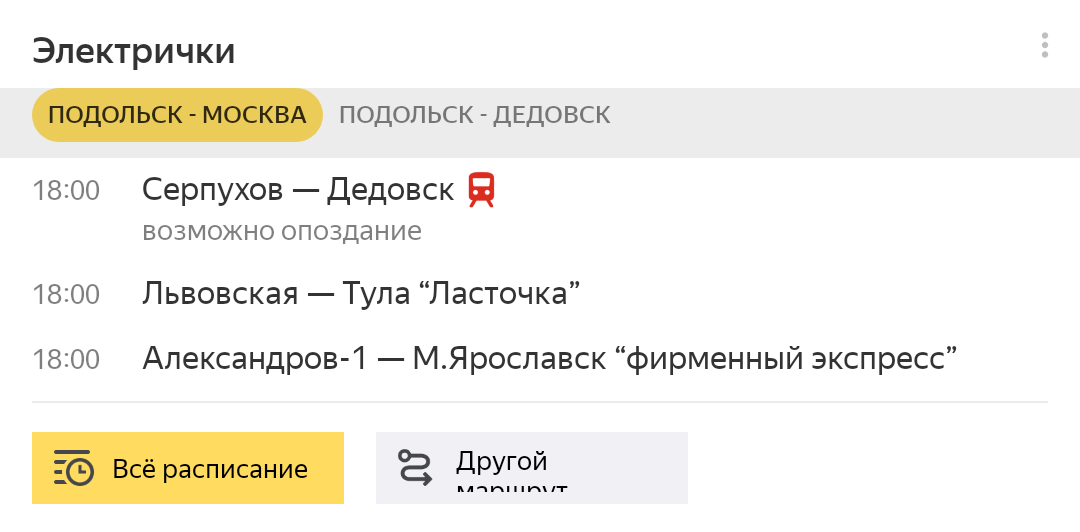 Электрички
ПОДОЛЬСК - МОСКВА ПОДОЛЬСК - ДЕДОВСК
18:00 Серпухов — Дедовск
возможно опоздание
18:00 Львовская — Тула “Ласточка”
18:00 Александров-1 — М.Ярославск “фирменный экспресс”
Всё расписание
Другой
маршрут